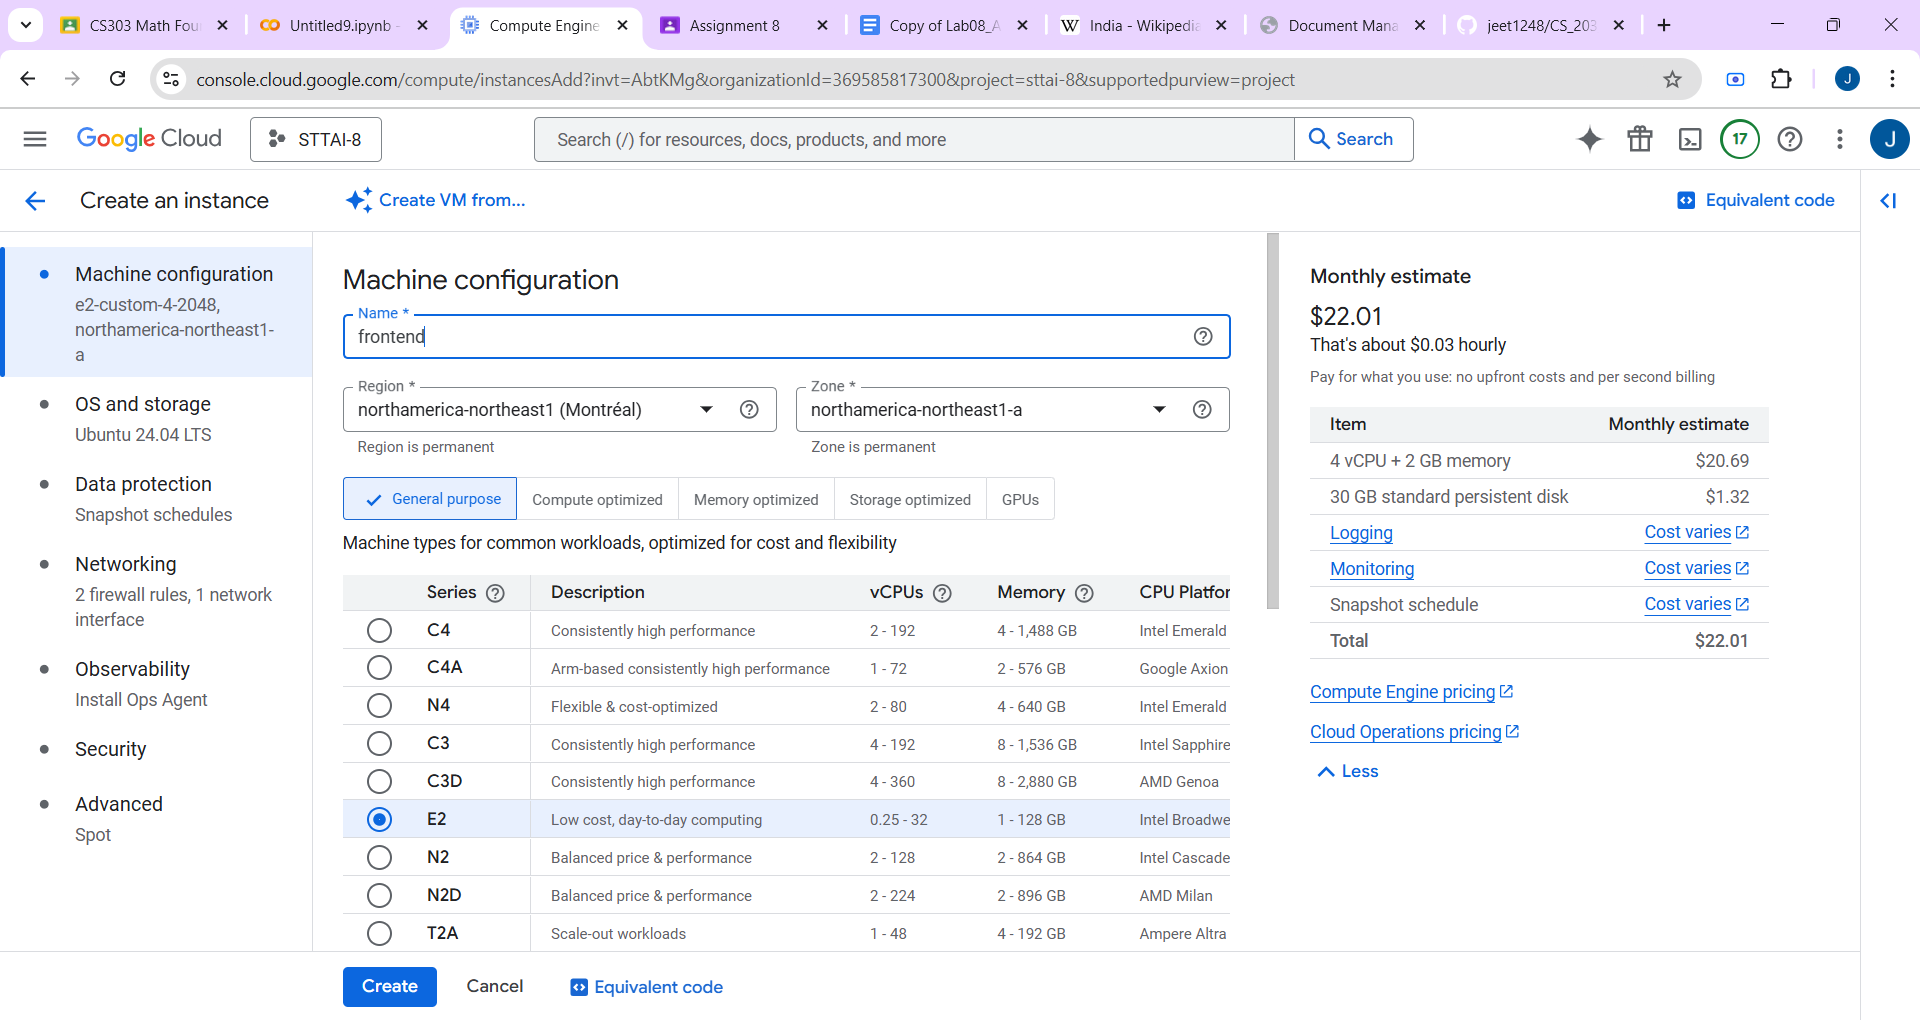 CS303 Math Fou
Untitled9.ipynb -
Compute Engine
Assignment 8
Copy of Lab08_A
W India - Wikipedia
Document Mana
jeet1248/CS_203
console.cloud.google.com/compute/instancesAdd?invt=AbtKMg&organizationId=369585817300&project=sttai-8&supportedpurview=project
J
Google Cloud
STTAI-8
Search (/) for resources, docs, products, and more
Search
17
J
Create an instance
Create VM from...
Equivalent code
Machine configuration
e2-custom-4-2048,
northamerica-northeast1-
a
OS and storage
Ubuntu 24.04 LTS
Data protection
Snapshot schedules
Networking
2 firewall rules, 1 network
interface
Observability
Install Ops Agent
Security
Advanced
Spot
Machine configuration
Name *
frontend
Region *
northamerica-northeast1 (Montréal)
Region is permanent
Zone *
northamerica-northeast1-a
Zone is permanent
General purpose
Compute optimized
Memory optimized
Storage optimized
GPUs
Machine types for common workloads, optimized for cost and flexibility
Series Description vCPUs Memory CPU Platfor
C4 Consistently high performance 2 - 192 4 - 1,488 GB Intel Emerald
C4A Arm-based consistently high performance 1 - 72 2 - 576 GB Google Axion
N4 Flexible & cost-optimized 2 - 80 4 - 640 GB Intel Emerald
C3 Consistently high performance 4 - 192 8 - 1,536 GB Intel Sapphire
C3D Consistently high performance 4 - 360 8 - 2,880 GB AMD Genoa
E2 Low cost, day-to-day computing 0.25 - 32 1 - 128 GB Intel Broadwe
N2 Balanced price & performance 2 - 128 2 - 864 GB Intel Cascade
N2D Balanced price & performance 2 - 224 2 - 896 GB AMD Milan
T2A Scale-out workloads 1 - 48 4 - 192 GB Ampere Altra
Create
Cancel
Equivalent code
Monthly estimate
$22.01
That's about $0.03 hourly
Pay for what you use: no upfront costs and per second billing
Item Monthly estimate
4 vCPU + 2 GB memory $20.69
30 GB standard persistent disk $1.32
Logging Cost varies
Monitoring Cost varies
Snapshot schedule Cost varies
Total $22.01
Compute Engine pricing
Cloud Operations pricing
Less